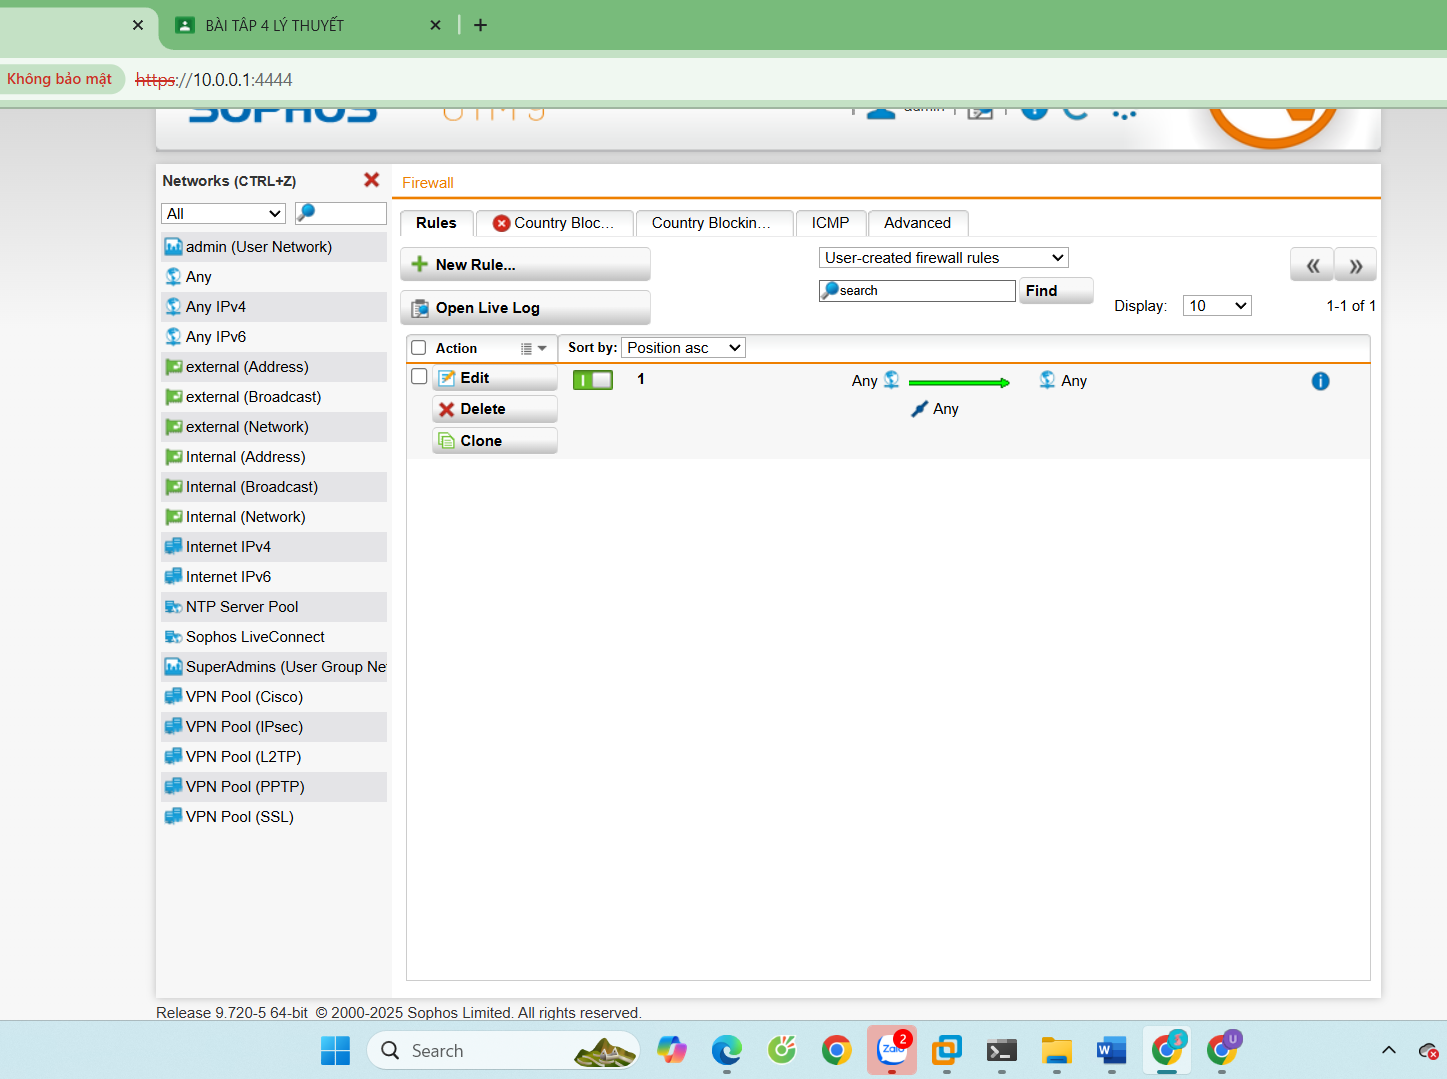 BÀI TẬP 4 LÝ THUYẾT
Không bảo mật
https://10.0.0.1:4444
SOPHOS
UTM 9
admin
Networks (CTRL+Z)
All
admin (User Network)
Any
Any IPv4
Any IPv6
external (Address)
external (Broadcast)
external (Network)
Internal (Address)
Internal (Broadcast)
Internal (Network)
Internet IPv4
Internet IPv6
NTP Server Pool
Sophos LiveConnect
SuperAdmins (User Group Ne
VPN Pool (Cisco)
VPN Pool (IPsec)
VPN Pool (L2TP)
VPN Pool (PPTP)
VPN Pool (SSL)
Firewall
Rules
Country Bloc...
Country Blockin...
ICMP
Advanced
New Rule...
User-created firewall rules
search
Find
Open Live Log
Display: 10
1-1 of 1
Action
Sort by: Position asc
Edit
1
Any
Any
Delete
Any
Clone
Release 9.720-5 64-bit © 2000-2025 Sophos Limited. All rights reserved.
Search
Zalo
2